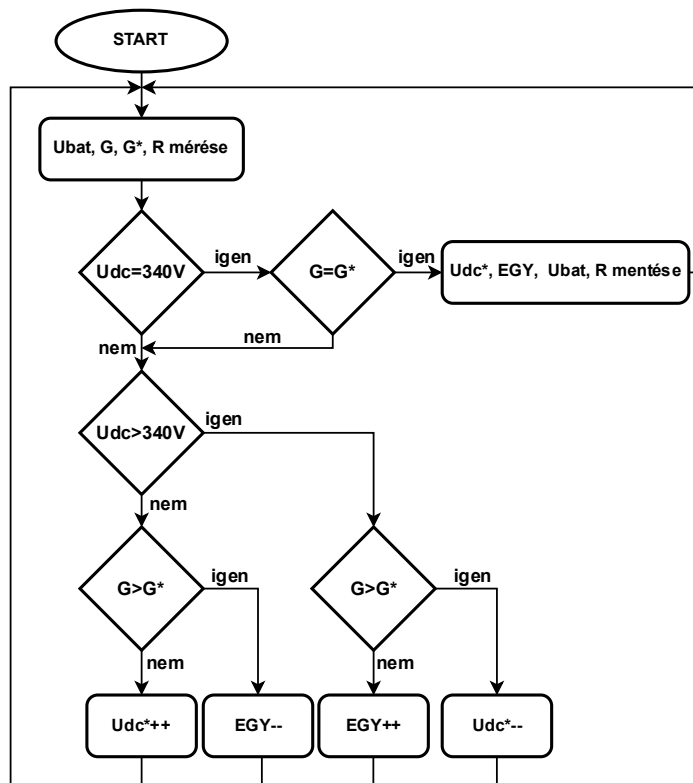 START
Ubat, G, G*, R mérése
Udc=340V
igen
G=G*
igen
Udc*, EGY, Ubat, R mentése
nem
nem
Udc>340V
igen
nem
G>G*
igen
G>G*
igen
nem
nem
Udc*++
EGY--
EGY++
Udc*--